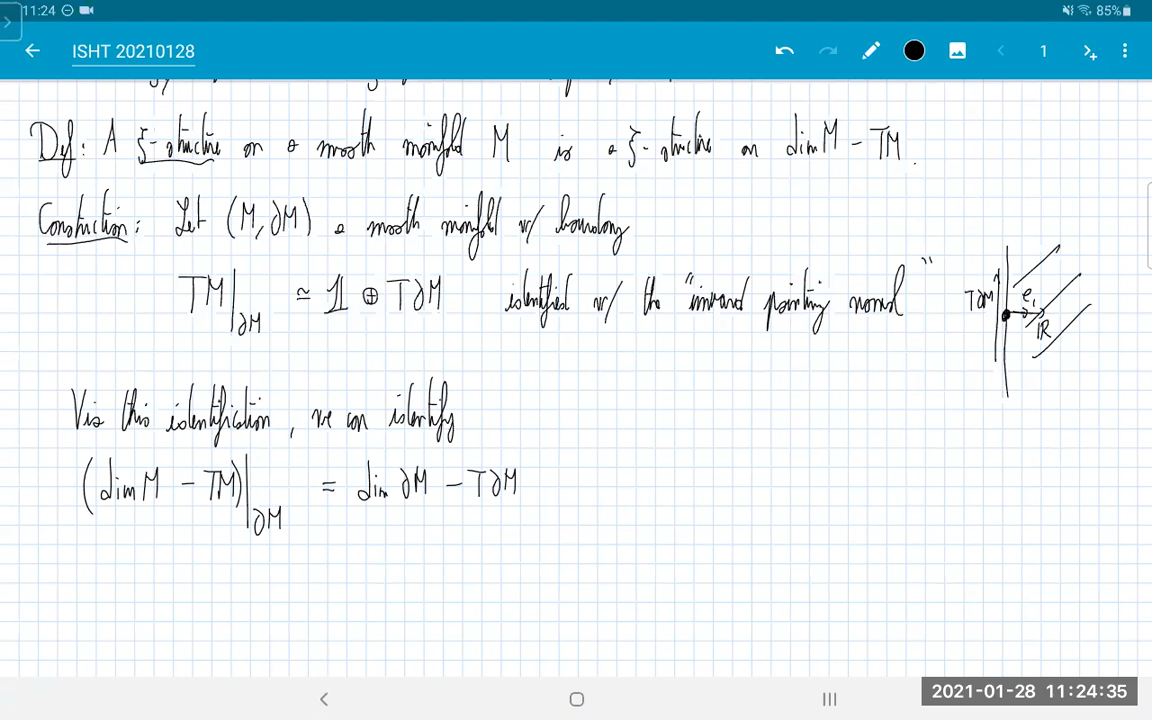 11:24
85%
ISHT 20210128
1
Def: A ξ-structure on a smooth manifold M is a ξ-structure on dim M - TM.
Construction: Let (M, ∂M) a smooth manifold w/ boundary
TM|∂M ≃ 1 ⊕ T∂M identified w/ the "inward pointing normal"
T∂M e₁ ℝ
Via this identification, we can identify
(dim M - TM)|∂M = dim ∂M - T∂M
2021-01-28 11:24:35